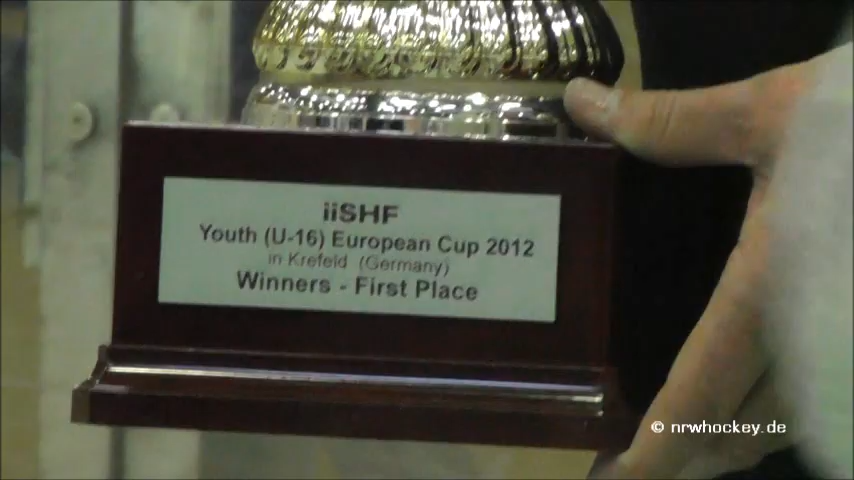 iiSHF
Youth (U-16) European Cup 2012
in Krefeld (Germany)
Winners - First Place
© nrwhockey.de